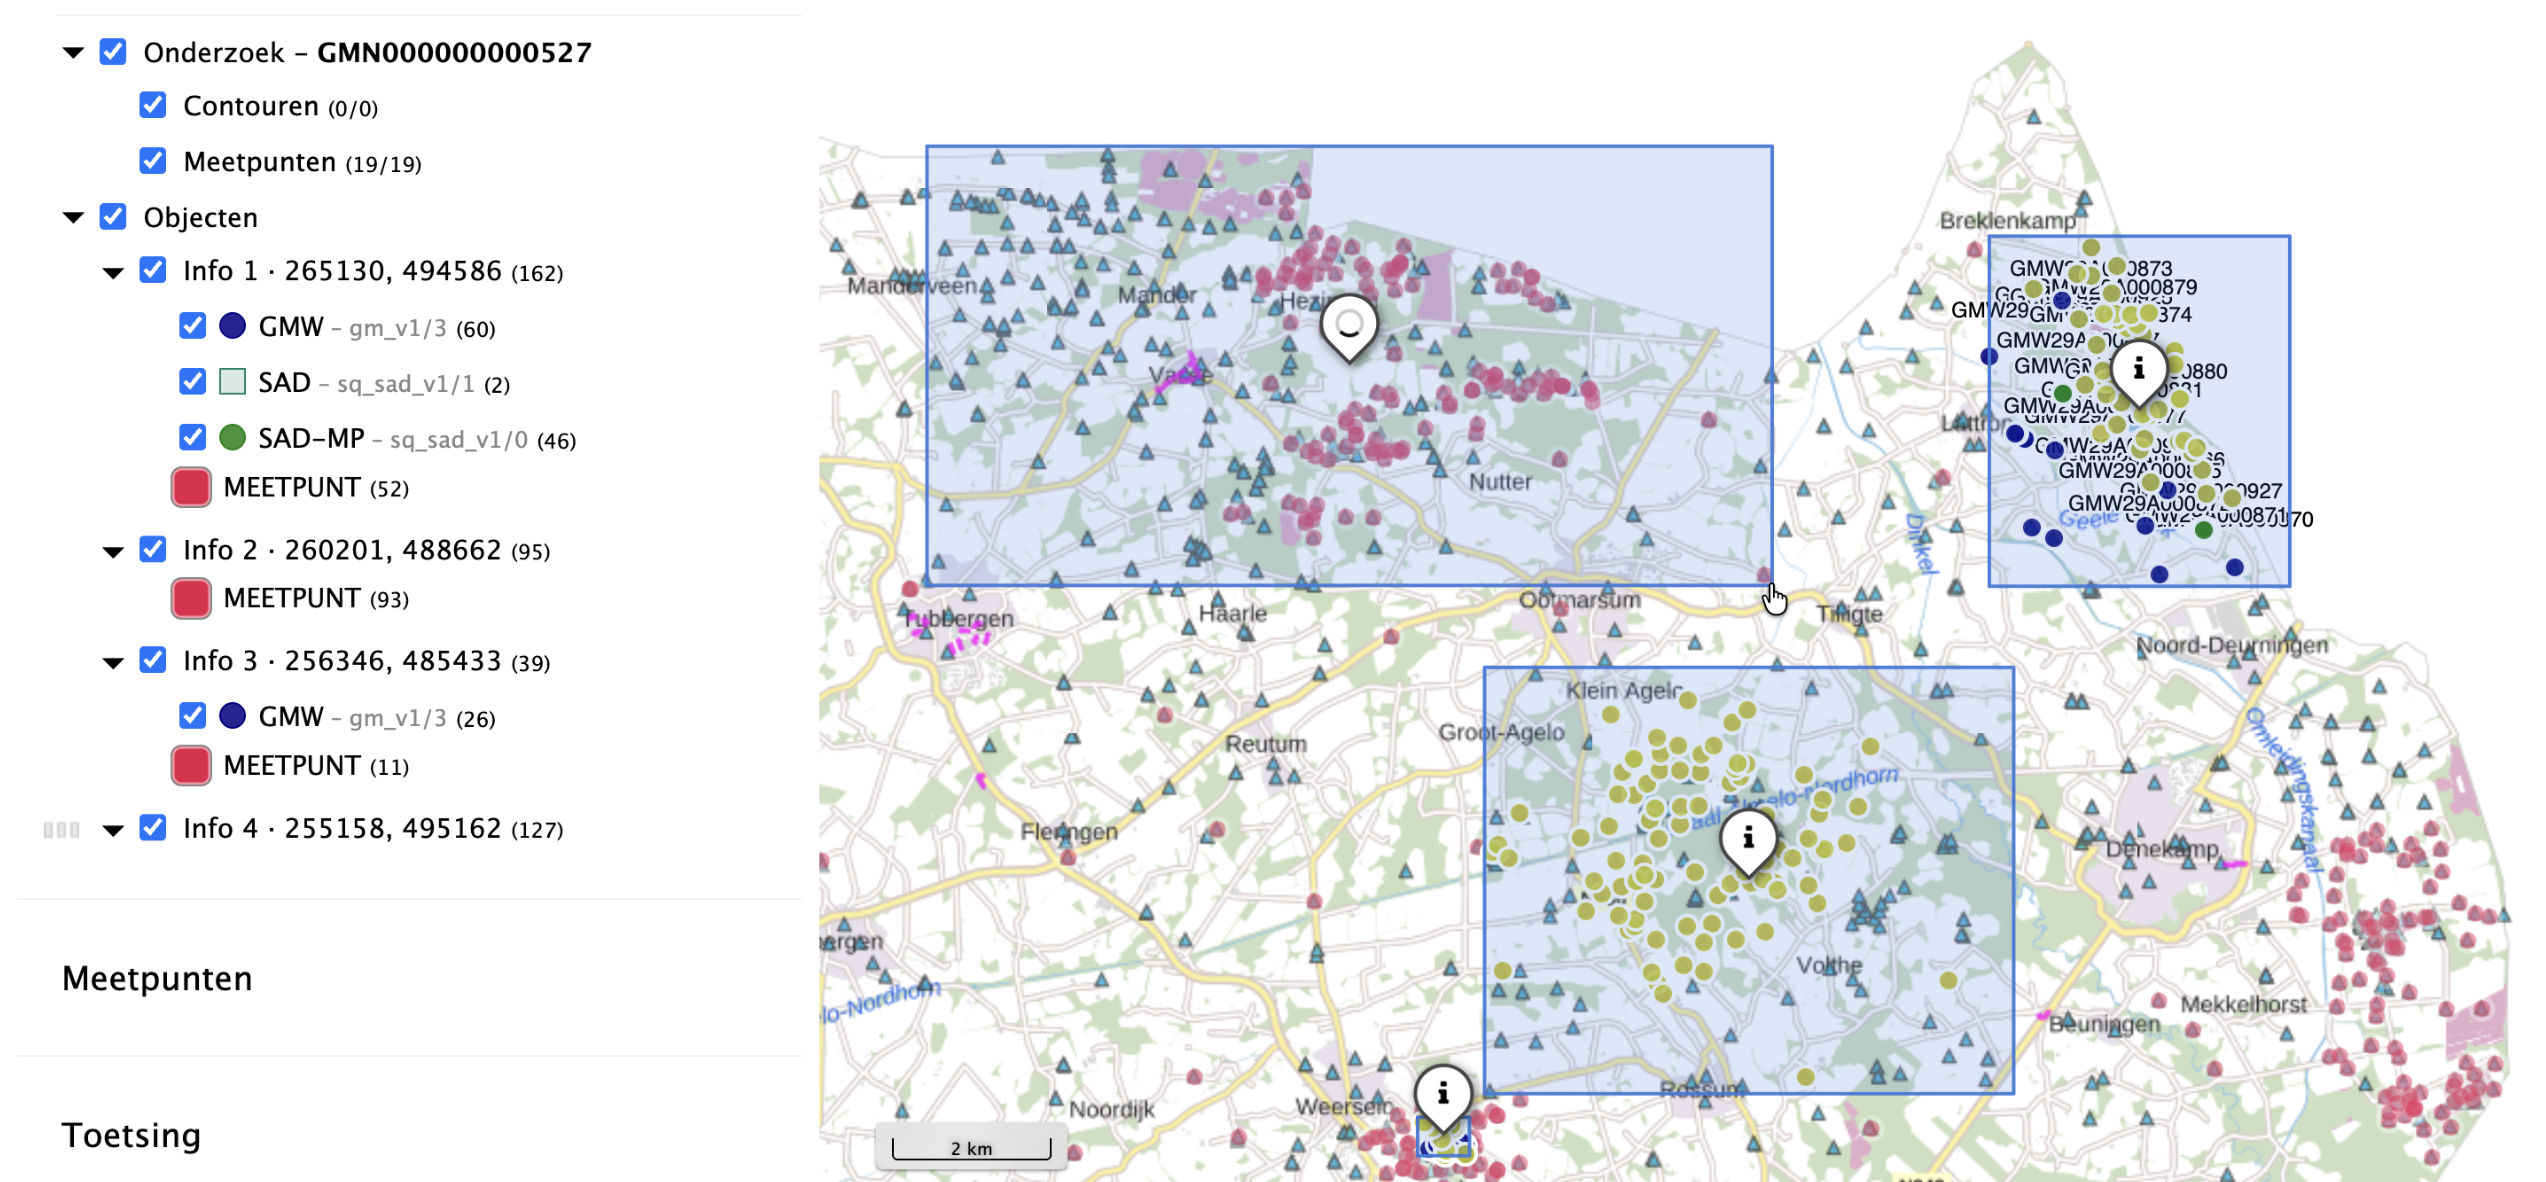 Onderzoek – GMN000000000527
Contouren (0/0)
Meetpunten (19/19)
Objecten
Info 1 · 265130, 494586 (162)
GMW – gm_v1/3 (60)
SAD – sq_sad_v1/1 (2)
SAD-MP – sq_sad_v1/0 (46)
MEETPUNT (52)
Info 2 · 260201, 488662 (95)
MEETPUNT (93)
Info 3 · 256346, 485433 (39)
GMW – gm_v1/3 (26)
MEETPUNT (11)
Info 4 · 255158, 495162 (127)
Meetpunten
Toetsing
Breklenkamp
Manderveen
Mander
Nutter
Dinkel
Geele
Tubbergen
Haarle
Ootmarsum
Tilligte
Noord-Deurningen
Klein Agelo
Groot-Agelo
Reutum
Omleidingskanaal
Fleringen
Denekamp
Volthe
Mekkelhorst
Beuningen
Rossum
Noordijk
Weerselo
2 km